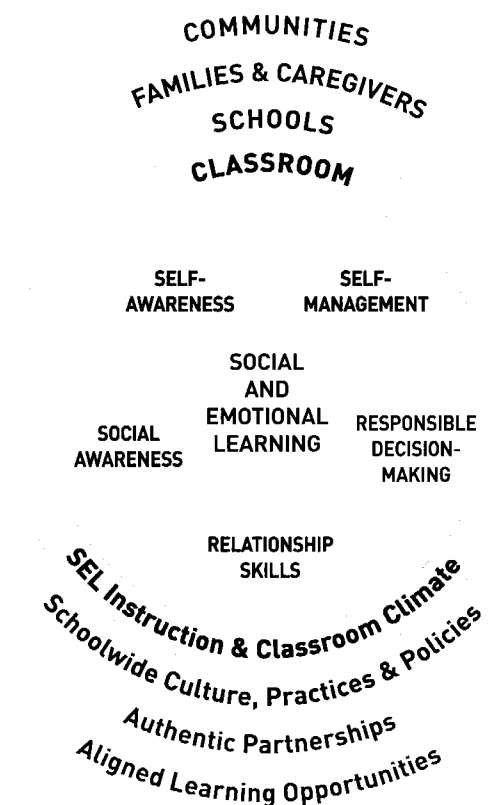 COMMUNITIES
FAMILIES & CAREGIVERS
SCHOOLS
CLASSROOM
SELF-
AWARENESS
SELF-
MANAGEMENT
SOCIAL
AND
EMOTIONAL
LEARNING
SOCIAL
AWARENESS
RESPONSIBLE
DECISION-
MAKING
RELATIONSHIP
SKILLS
SEL Instruction & Classroom Climate
Schoolwide Culture, Practices & Policies
Authentic Partnerships
Aligned Learning Opportunities